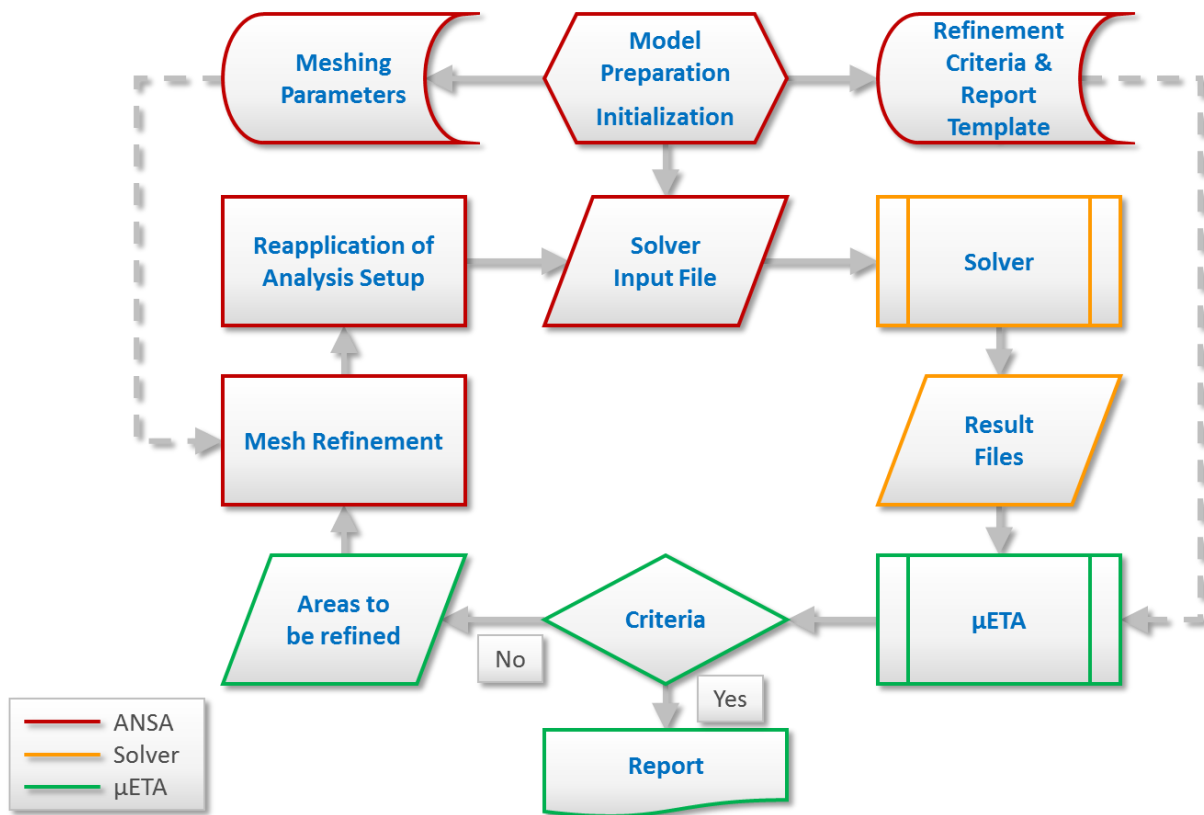 Meshing
Parameters
Model
Preparation
Initialization
Refinement
Criteria &
Report
Template
Reapplication of
Analysis Setup
Solver
Input File
Solver
Mesh Refinement
Result
Files
Areas to
be refined
No
Criteria
Yes
µETA
Report
ANSA
Solver
µETA